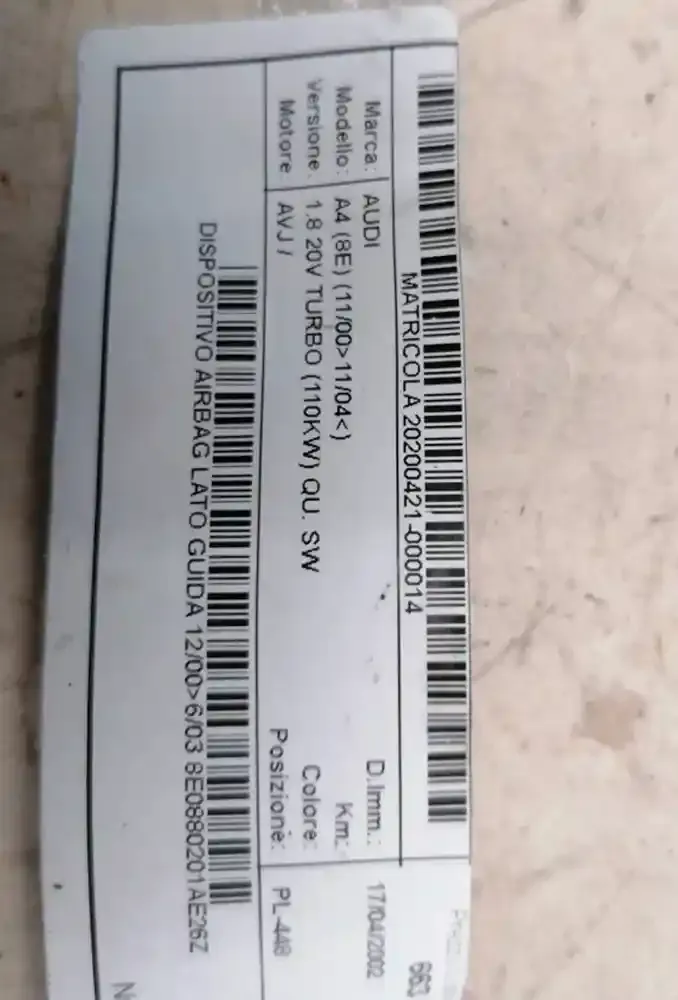 663
MATRICOLA 20200421-000014
Marca: AUDI D.Imm.: 17/04/2002
Modello: A4 (8E) (11/00>11/04<) Km.:
Versione: 1.8 20V TURBO (110KW) QU. SW Colore:
Motore AVJ / Posizione: PL-448
DISPOSITIVO AIRBAG LATO GUIDA 12/00>6/03 8E0880201AE26Z